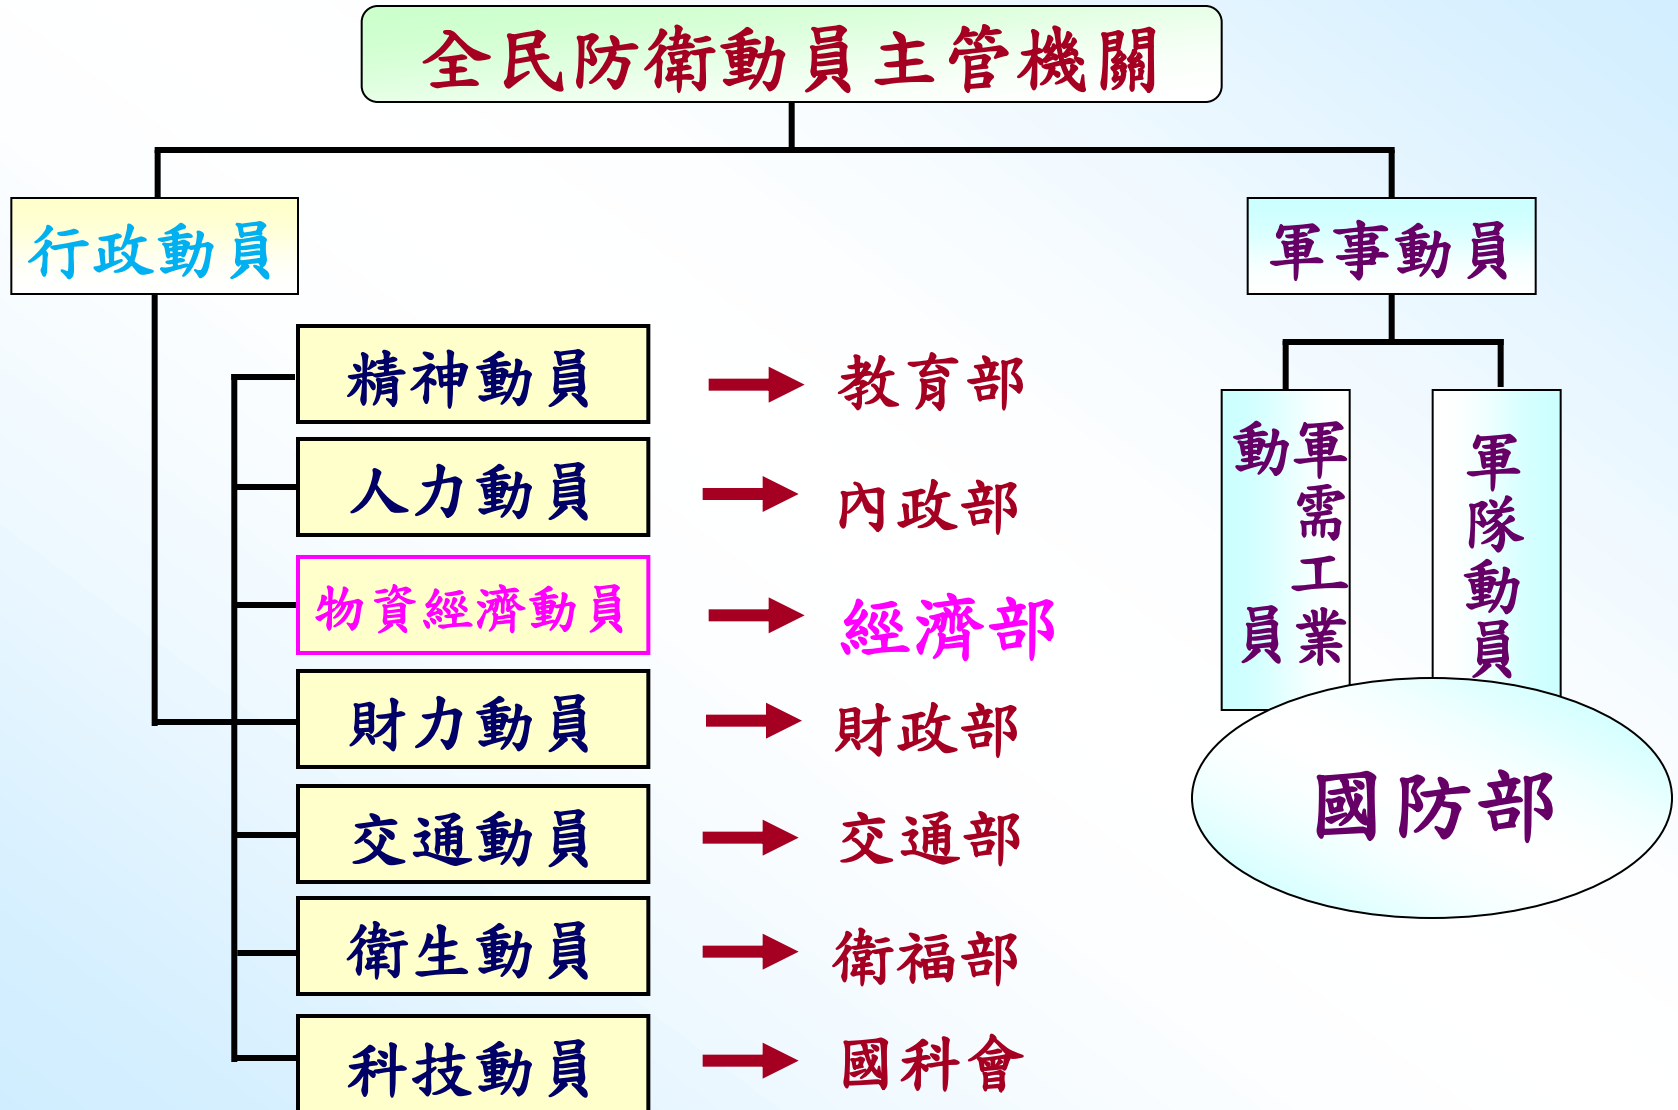 全民防衛動員主管機關
行政動員
軍事動員
精神動員
教育部
人力動員
內政部
物資經濟動員
經濟部
財力動員
財政部
交通動員
交通部
衛生動員
衛福部
科技動員
國科會
軍需工業
動員
軍隊動員
國防部